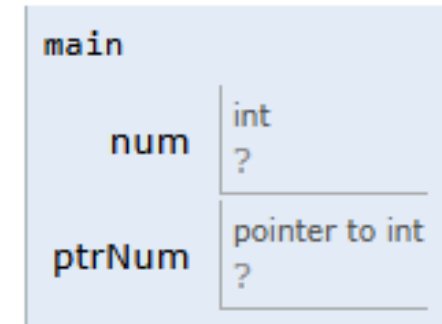 main
num
int
?
ptrNum
pointer to int
?